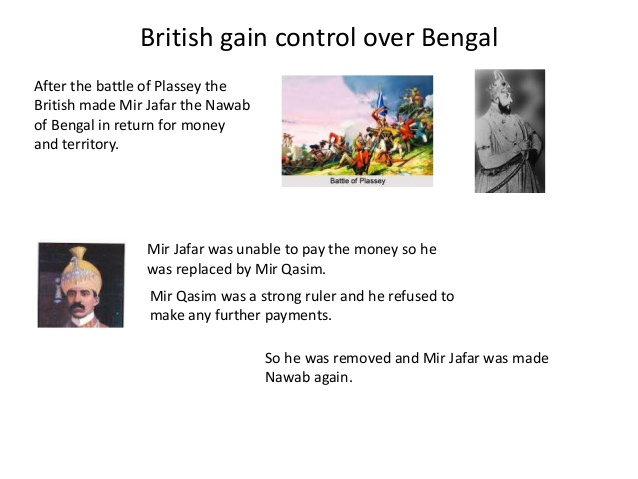 British gain control over Bengal
After the battle of Plassey the
British made Mir Jafar the Nawab
of Bengal in return for money
and territory.
Battle of Plassey
Mir Jafar was unable to pay the money so he
was replaced by Mir Qasim.
Mir Qasim was a strong ruler and he refused to
make any further payments.
So he was removed and Mir Jafar was made
Nawab again.